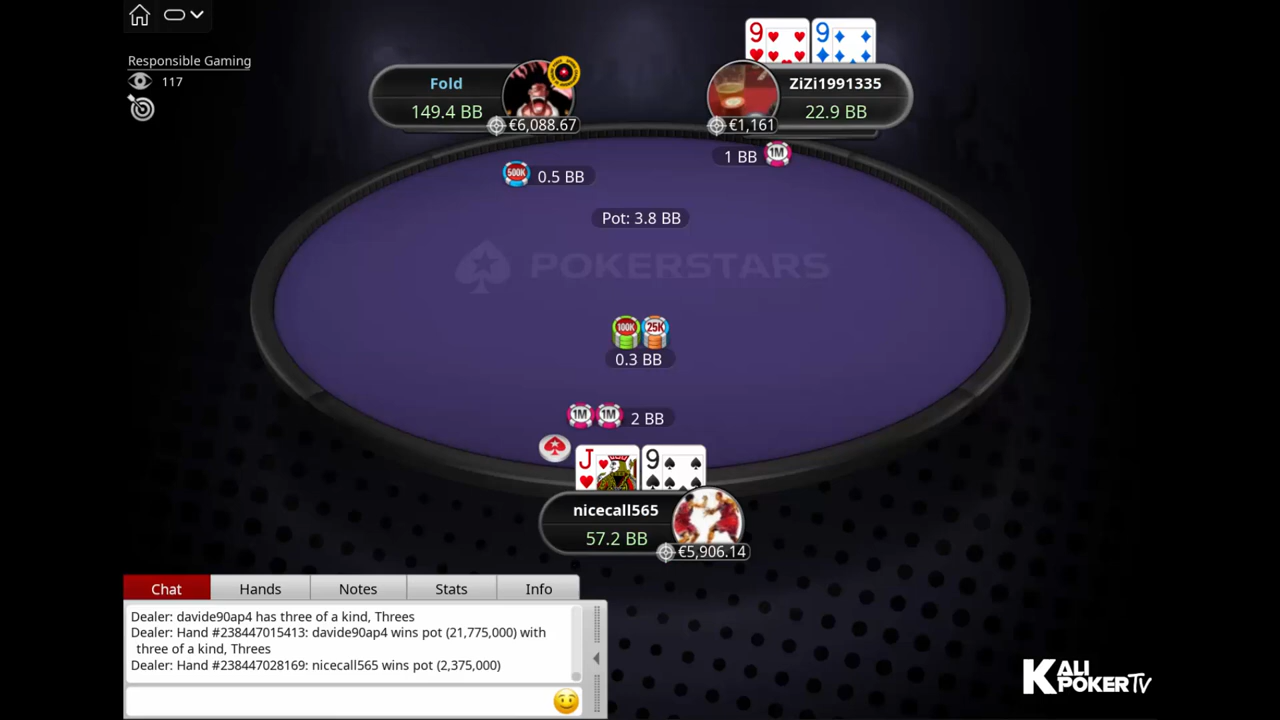 Responsible Gaming
117
9 9
Fold
149.4 BB
€6,088.67
ZiZi1991335
22.9 BB
€1,161
500K 0.5 BB
1 BB 1M
Pot: 3.8 BB
POKERSTARS
100K 25K
0.3 BB
1M 1M 2 BB
J 9
nicecall565
57.2 BB
€5,906.14
Chat Hands Notes Stats Info
Dealer: davide90ap4 has three of a kind, Threes
Dealer: Hand #238447015413: davide90ap4 wins pot (21,775,000) with
three of a kind, Threes
Dealer: Hand #238447028169: nicecall565 wins pot (2,375,000)
KALI
POKERTV